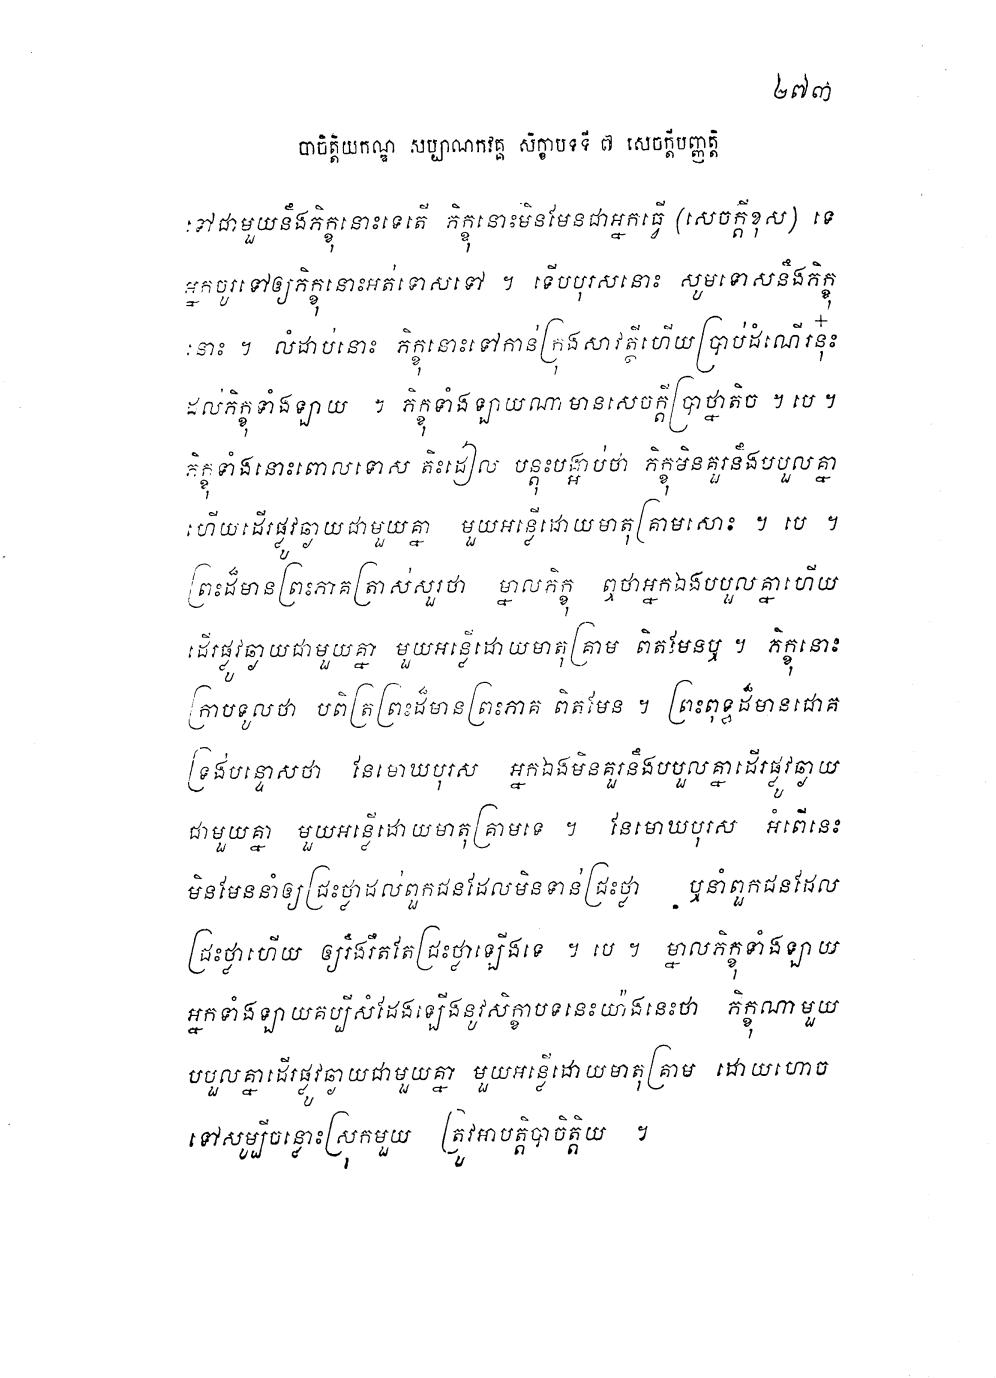 ២៧៣
បាចិត្តិយកណ្ឌ សប្បាណកវគ្គ សិក្ខាបទទី ៧ សេចក្ដីបញ្ញត្តិ
ទៅជាមួយនឹងភិក្ខុនោះទេតើ ភិក្ខុនោះមិនមែនជាអ្នកធ្វើ (សេចក្ដីខុស) ទេ
អ្នកចូរទៅឲ្យភិក្ខុនោះអត់ទោសទៅ ។ ទើបបុរសនោះ សូមទោសនឹងភិក្ខុ
នោះ ។ លំដាប់នោះ ភិក្ខុនោះទៅកាន់ក្រុងសាវត្ថីហើយប្រាប់ដំណើរនុ៎ះ
ដល់ភិក្ខុទាំងឡាយ ។ ភិក្ខុទាំងឡាយណាមានសេចក្ដីប្រាថ្នាតិច ។ បេ ។
ភិក្ខុទាំងនោះពោលទោស តិះដៀល បន្តុះបង្អាប់ថា ភិក្ខុមិនគួរនឹងបបួលគ្នា
ហើយដើរផ្លូវឆ្ងាយជាមួយគ្នា មួយអន្លើដោយមាតុគ្រាមសោះ ។ បេ ។
ព្រះដ៏មានព្រះភាគត្រាស់សួរថា ម្នាលភិក្ខុ ឮថាអ្នកឯងបបួលគ្នាហើយ
ដើរផ្លូវឆ្ងាយជាមួយគ្នា មួយអន្លើដោយមាតុគ្រាម ពិតមែនឬ ។ ភិក្ខុនោះ
ក្រាបទូលថា បពិត្រព្រះដ៏មានព្រះភាគ ពិតមែន ។ ព្រះពុទ្ធដ៏មានជោគ
ទ្រង់បន្ទោសថា នែមោឃបុរស អ្នកឯងមិនគួរនឹងបបួលគ្នាដើរផ្លូវឆ្ងាយ
ជាមួយគ្នា មួយអន្លើដោយមាតុគ្រាមទេ ។ នែមោឃបុរស អំពើនេះ
មិនមែននាំឲ្យជ្រះថ្លាដល់ពួកជនដែលមិនទាន់ជ្រះថ្លា ឬនាំពួកជនដែល
ជ្រះថ្លាហើយ ឲ្យរឹងរឹតតែជ្រះថ្លាឡើងទេ ។ បេ ។ ម្នាលភិក្ខុទាំងឡាយ
អ្នកទាំងឡាយគប្បីសំដែងឡើងនូវសិក្ខាបទនេះយ៉ាងនេះថា ភិក្ខុណាមួយ
បបួលគ្នាដើរផ្លូវឆ្ងាយជាមួយគ្នា មួយអន្លើដោយមាតុគ្រាម ដោយហោច
ទៅសូម្បីចន្លោះស្រុកមួយ ត្រូវអាបត្តិបាចិត្តិយ ។